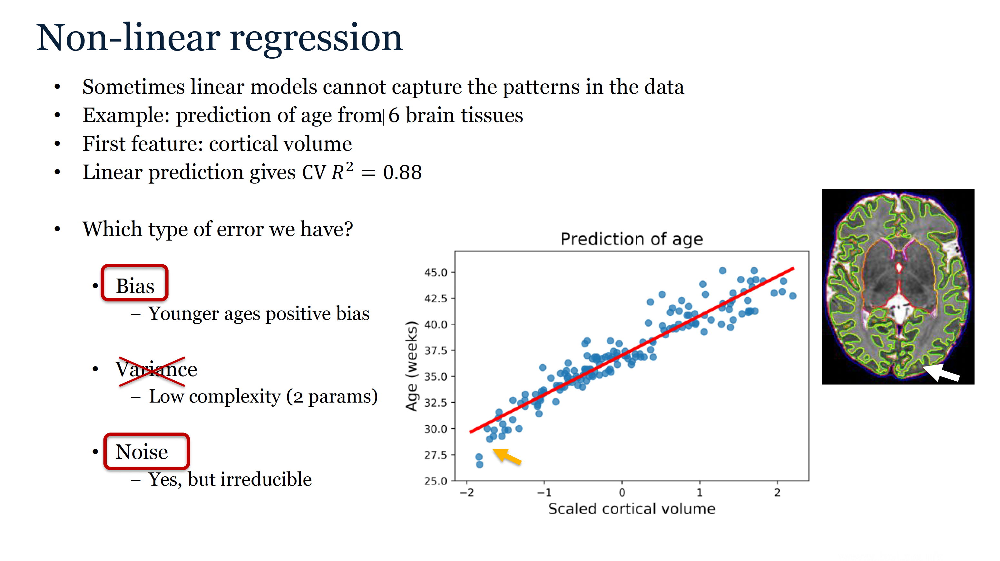 Non-linear regression
• Sometimes linear models cannot capture the patterns in the data
• Example: prediction of age from 6 brain tissues
• First feature: cortical volume
• Linear prediction gives CV R² = 0.88
• Which type of error we have?
• Bias
– Younger ages positive bias
• Variance
– Low complexity (2 params)
• Noise
– Yes, but irreducible
Prediction of age
Age (weeks)
45.0
42.5
40.0
37.5
35.0
32.5
30.0
27.5
25.0
−2 −1 0 1 2
Scaled cortical volume